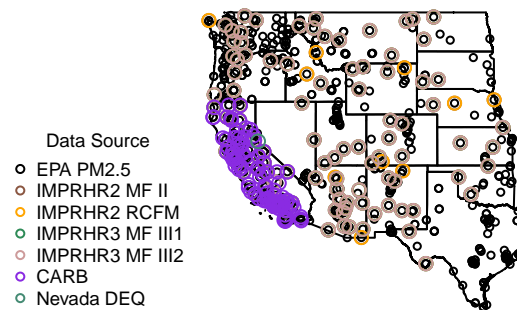 Data Source
EPA PM2.5
IMPRHR2 MF II
IMPRHR2 RCFM
IMPRHR3 MF III1
IMPRHR3 MF III2
CARB
Nevada DEQ